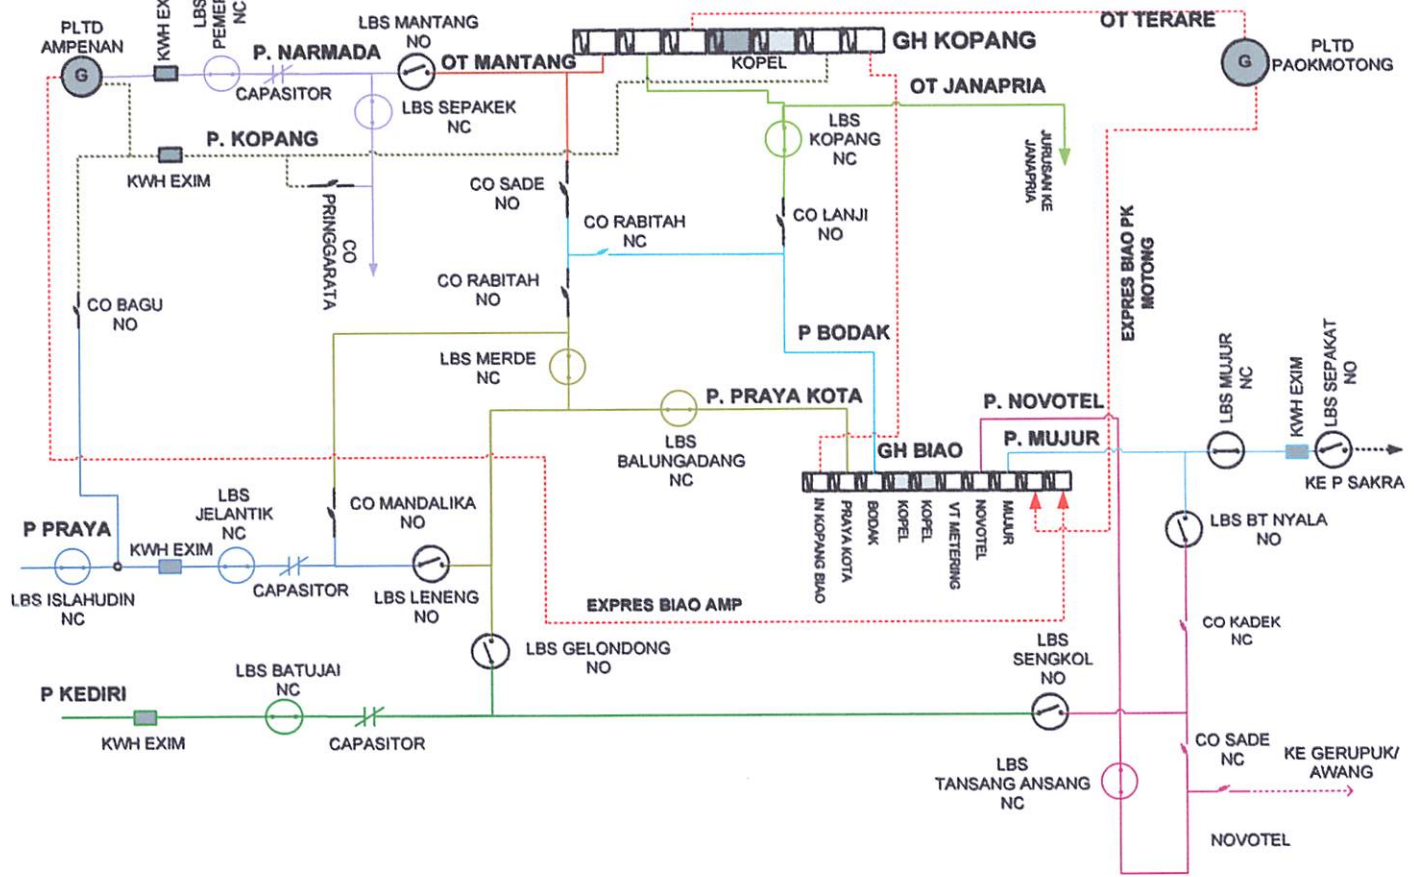 PLTD
AMPENAN
G
KWH EX
LBS
PEMER
NC
P. NARMADA
CAPASITOR
LBS MANTANG
NO
OT MANTANG
LBS SEPAKEK
NC
GH KOPANG
KOPEL
OT TERARE
G
PLTD
PAOKMOTONG
OT JANAPRIA
LBS
KOPANG
NC
JURUSAN KE
JANAPRIA
P. KOPANG
KWH EXIM
CO
PRINGGARATA
CO SADE
NO
CO RABITAH
NC
CO LANJI
NO
CO RABITAH
NO
CO BAGU
NO
EXPRES BIAO PK
MOTONG
P BODAK
LBS MERDE
NC
P. PRAYA KOTA
LBS
BALUNGADANG
NC
P. NOVOTEL
P. MUJUR
LBS MUJUR
NC
KWH EXIM
LBS SEPAKAT
NO
KE P SAKRA
GH BIAO
IN KOPANG BIAO
PRAYA KOTA
BODAK
KOPEL
KOPEL
VT METERING
NOVOTEL
MUJUR
LBS BT NYALA
NO
P PRAYA
LBS ISLAHUDIN
NC
KWH EXIM
LBS
JELANTIK
NC
CAPASITOR
CO MANDALIKA
NO
LBS LENENG
NO
EXPRES BIAO AMP
LBS GELONDONG
NO
CO KADEK
NC
LBS
SENGKOL
NO
P KEDIRI
KWH EXIM
LBS BATUJAI
NC
CAPASITOR
CO SADE
NC
LBS
TANSANG ANSANG
NC
KE GERUPUK/
AWANG
NOVOTEL